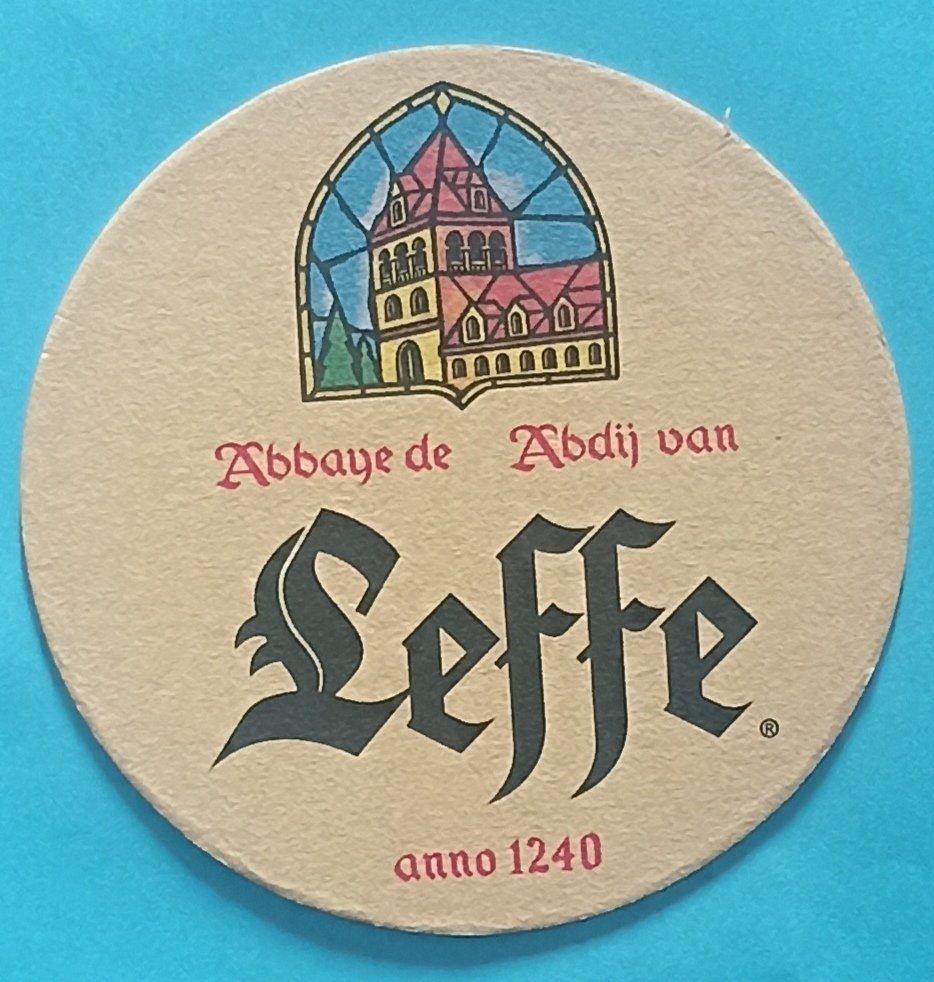 Abbaye de Abdij van
Leffe®
anno 1240